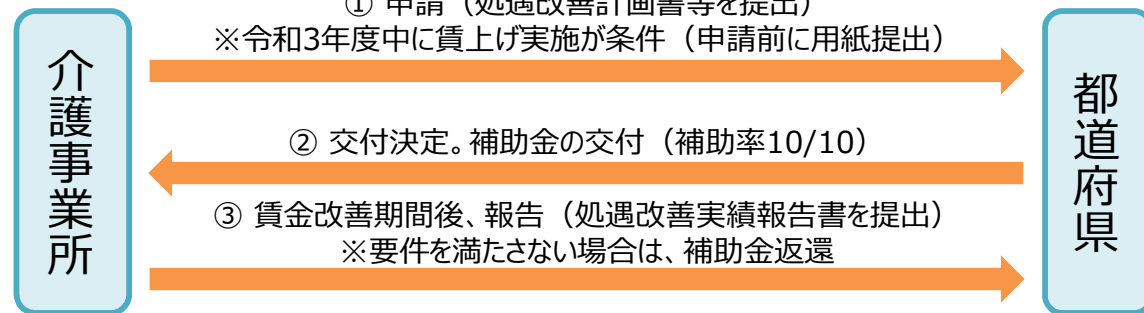 ① 申請（処遇改善計画書等を提出）
※令和3年度中に賃上げ実施が条件（申請前に用紙提出）
介護事業所
都道府県
② 交付決定。補助金の交付（補助率10/10）
③ 賃金改善期間後、報告（処遇改善実績報告書を提出）
※要件を満たさない場合は、補助金返還